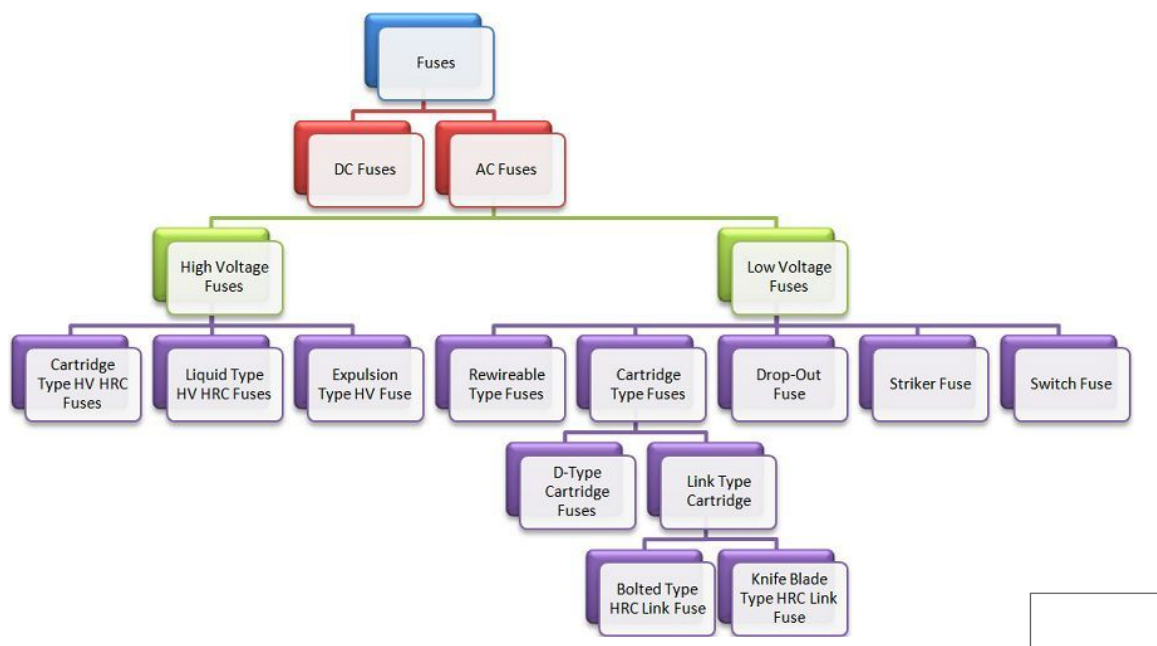 Fuses
DC Fuses
AC Fuses
High Voltage
Fuses
Low Voltage
Fuses
Cartridge
Type HV HRC
Fuses
Liquid Type
HV HRC Fuses
Expulsion
Type HV Fuse
Rewireable
Type Fuses
Cartridge
Type Fuses
Drop-Out
Fuse
Striker Fuse
Switch Fuse
D-Type
Cartridge
Fuses
Link Type
Cartridge
Bolted Type
HRC Link Fuse
Knife Blade
Type HRC Link
Fuse